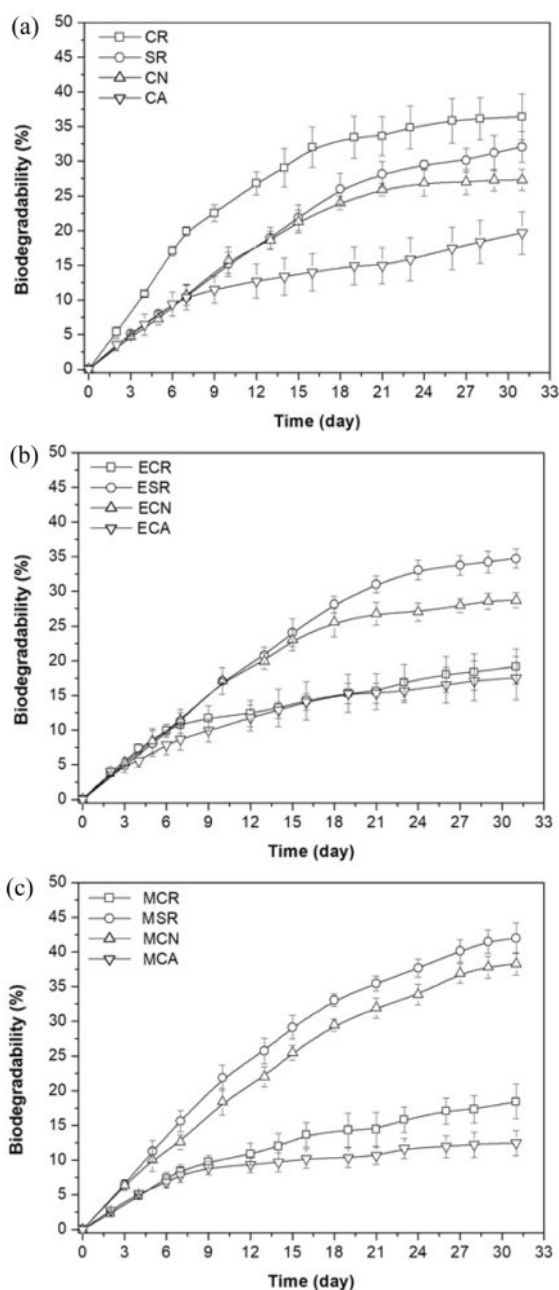 (a)
50
45
40
35
30
25
20
15
10
5
0
Biodegradability (%)
CR
SR
CN
CA
0 3 6 9 12 15 18 21 24 27 30 33
Time (day)
(b)
50
45
40
35
30
25
20
15
10
5
0
Biodegradability (%)
ECR
ESR
ECN
ECA
0 3 6 9 12 15 18 21 24 27 30 33
Time (day)
(c)
50
45
40
35
30
25
20
15
10
5
0
Biodegradability (%)
MCR
MSR
MCN
MCA
0 3 6 9 12 15 18 21 24 27 30 33
Time (day)